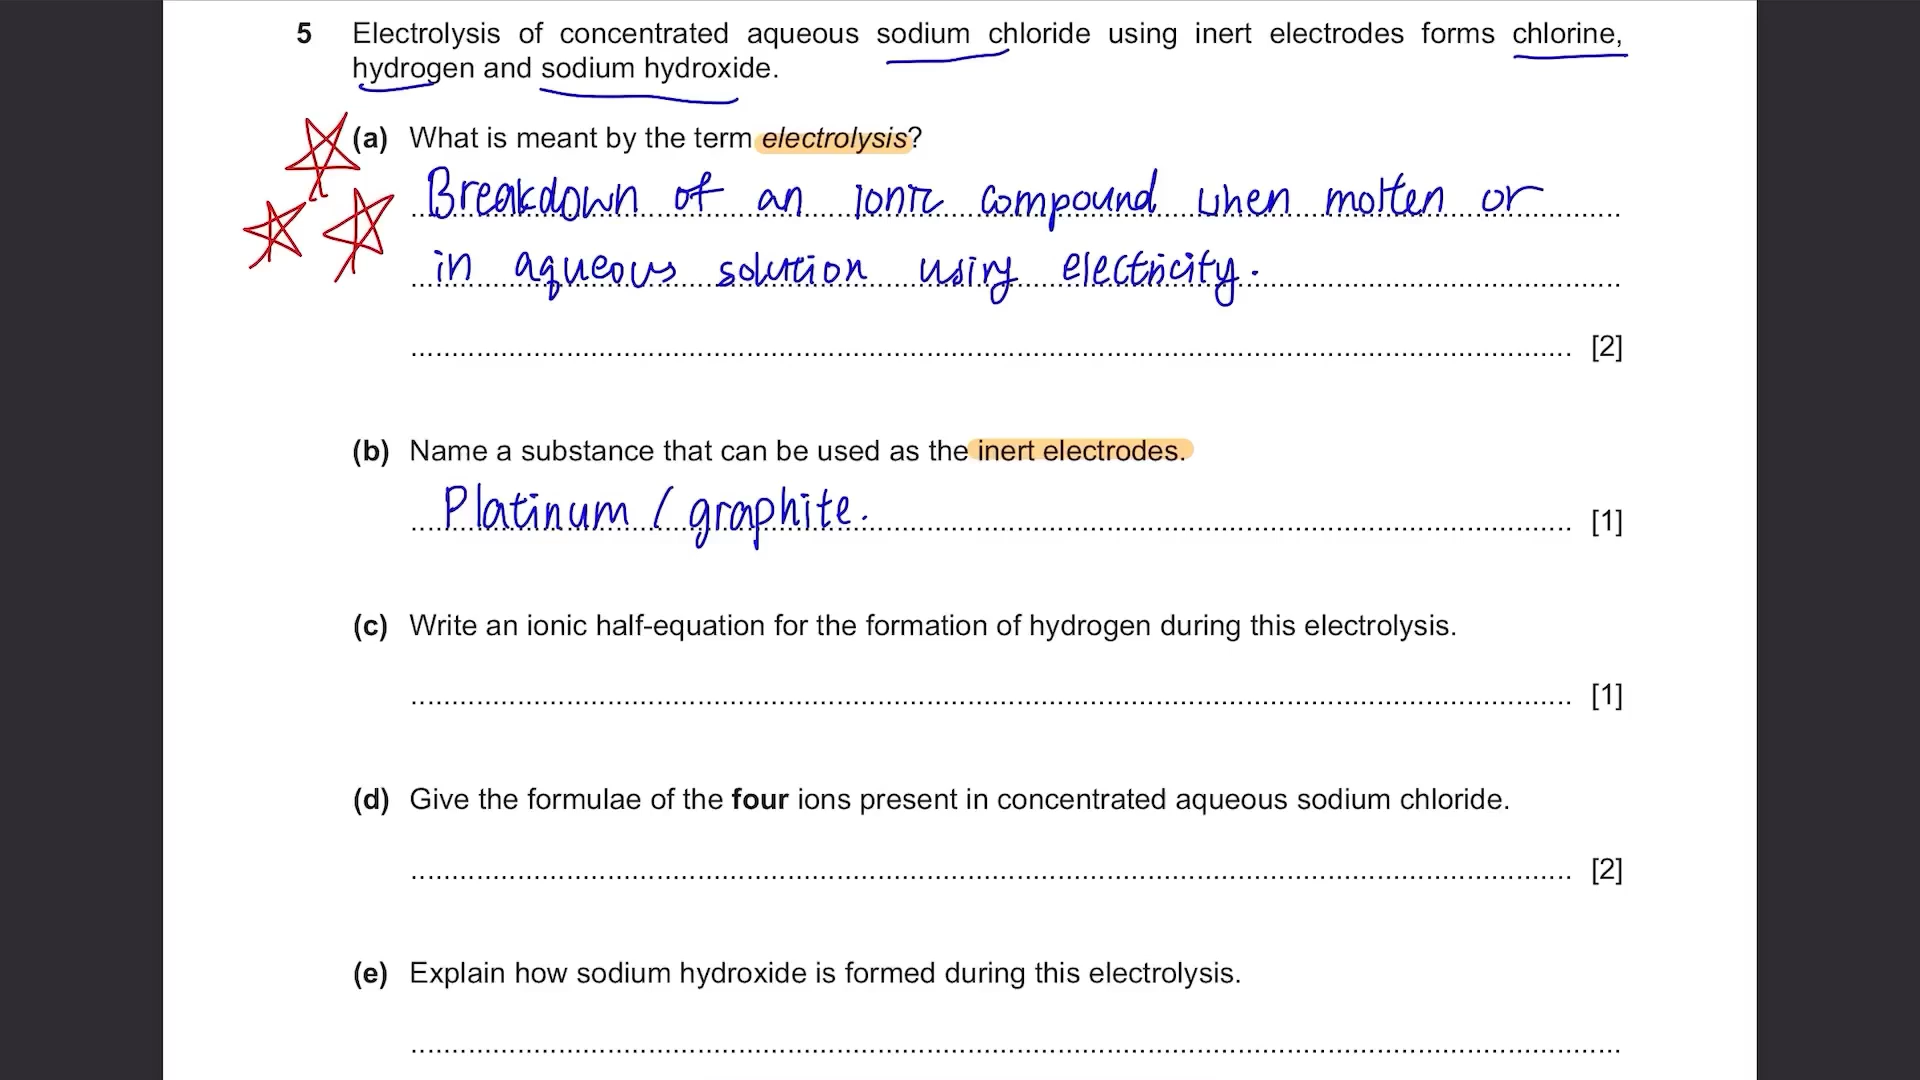 5 Electrolysis of concentrated aqueous sodium chloride using inert electrodes forms chlorine,
hydrogen and sodium hydroxide.
(a) What is meant by the term electrolysis?
Breakdown of an ionic compound when molten or
in aqueous solution using electricity.
[2]
(b) Name a substance that can be used as the inert electrodes.
Platinum / graphite. [1]
(c) Write an ionic half-equation for the formation of hydrogen during this electrolysis.
[1]
(d) Give the formulae of the four ions present in concentrated aqueous sodium chloride.
[2]
(e) Explain how sodium hydroxide is formed during this electrolysis.